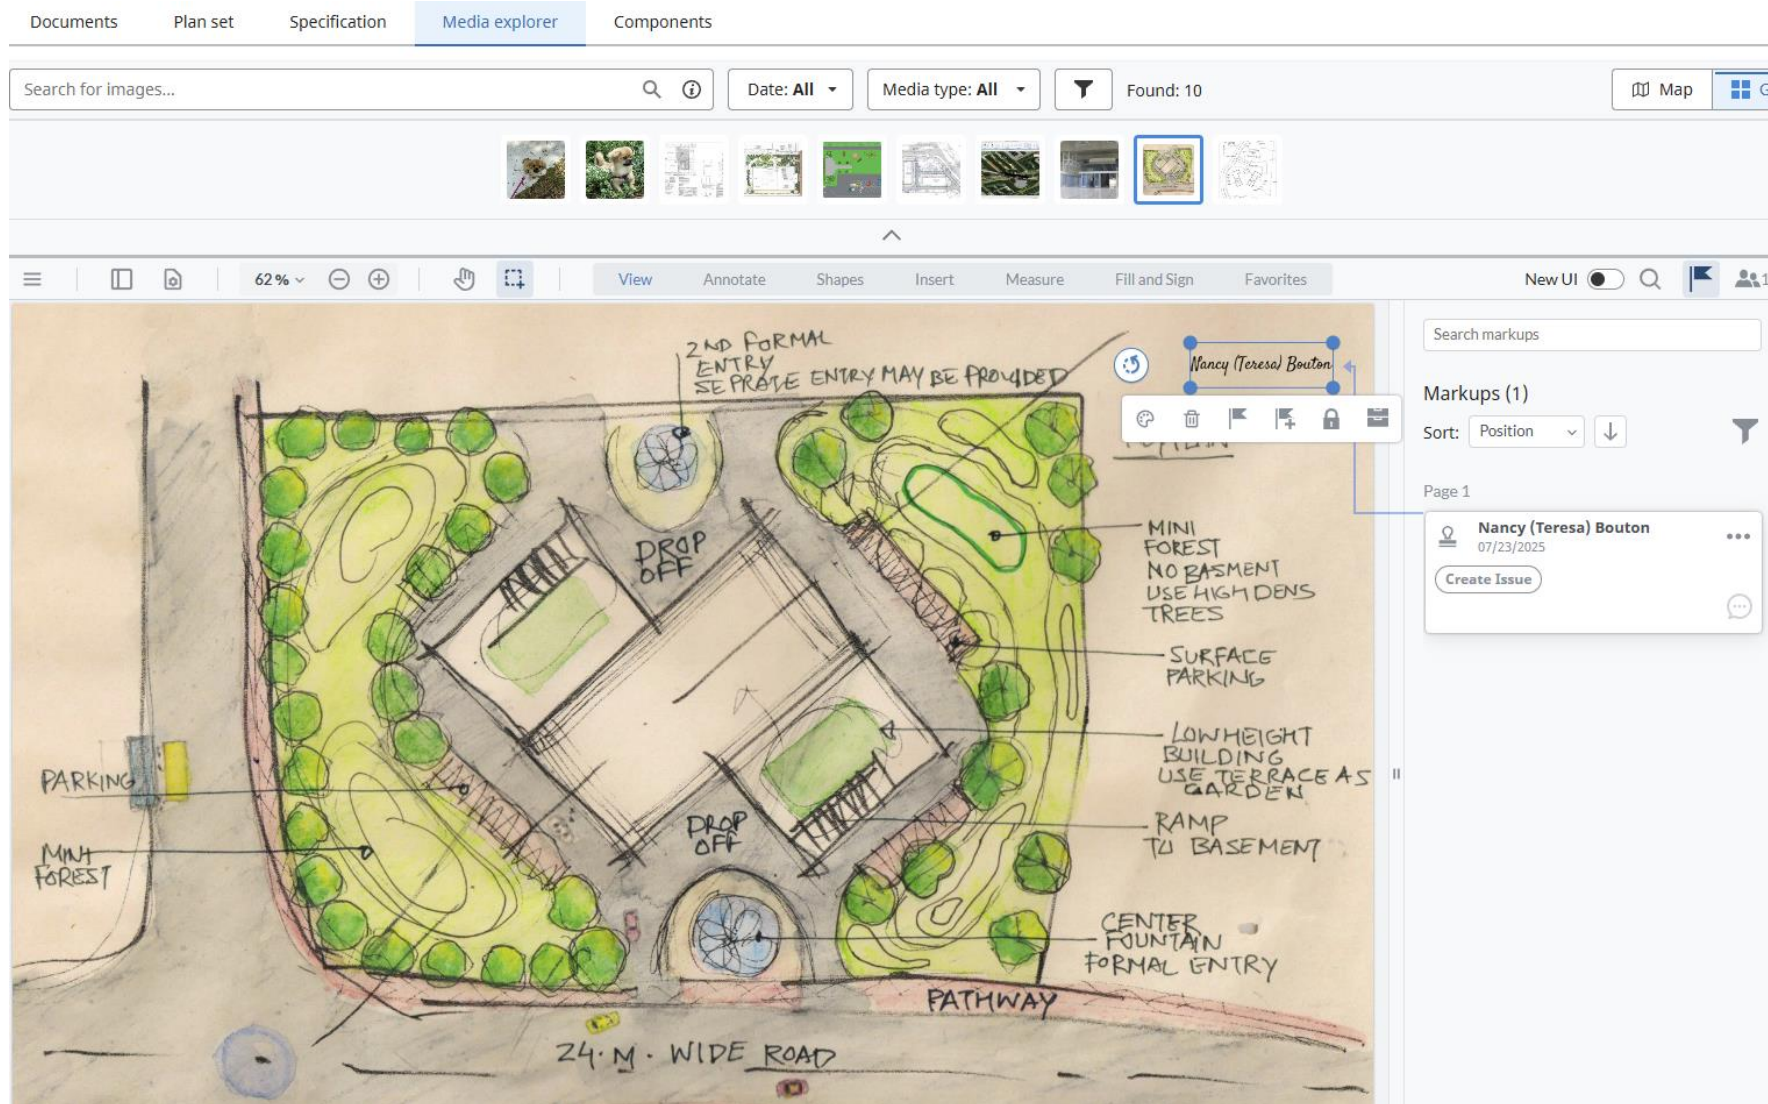 Documents Plan set Specification Media explorer Components
Search for images... Date: All Media type: All Found: 10 Map
62% View Annotate Shapes Insert Measure Fill and Sign Favorites New UI 1
2ND FORMAL
ENTRY
SEPRATE ENTRY MAY BE PROVIDED
Nancy (Teresa) Bouton
DROP
OFF
MINI
FOREST
NO BASMENT
USE HIGH DENS
TREES
SURFACE
PARKING
LOW HEIGHT
BUILDING
USE TERRACE AS
GARDEN
PARKING
DROP
OFF
RAMP
TO BASEMENT
MINI
FOREST
CENTER
FOUNTAIN
FORMAL ENTRY
PATHWAY
24.M. WIDE ROAD
Search markups
Markups (1)
Sort: Position
Page 1
Nancy (Teresa) Bouton
07/23/2025
Create Issue